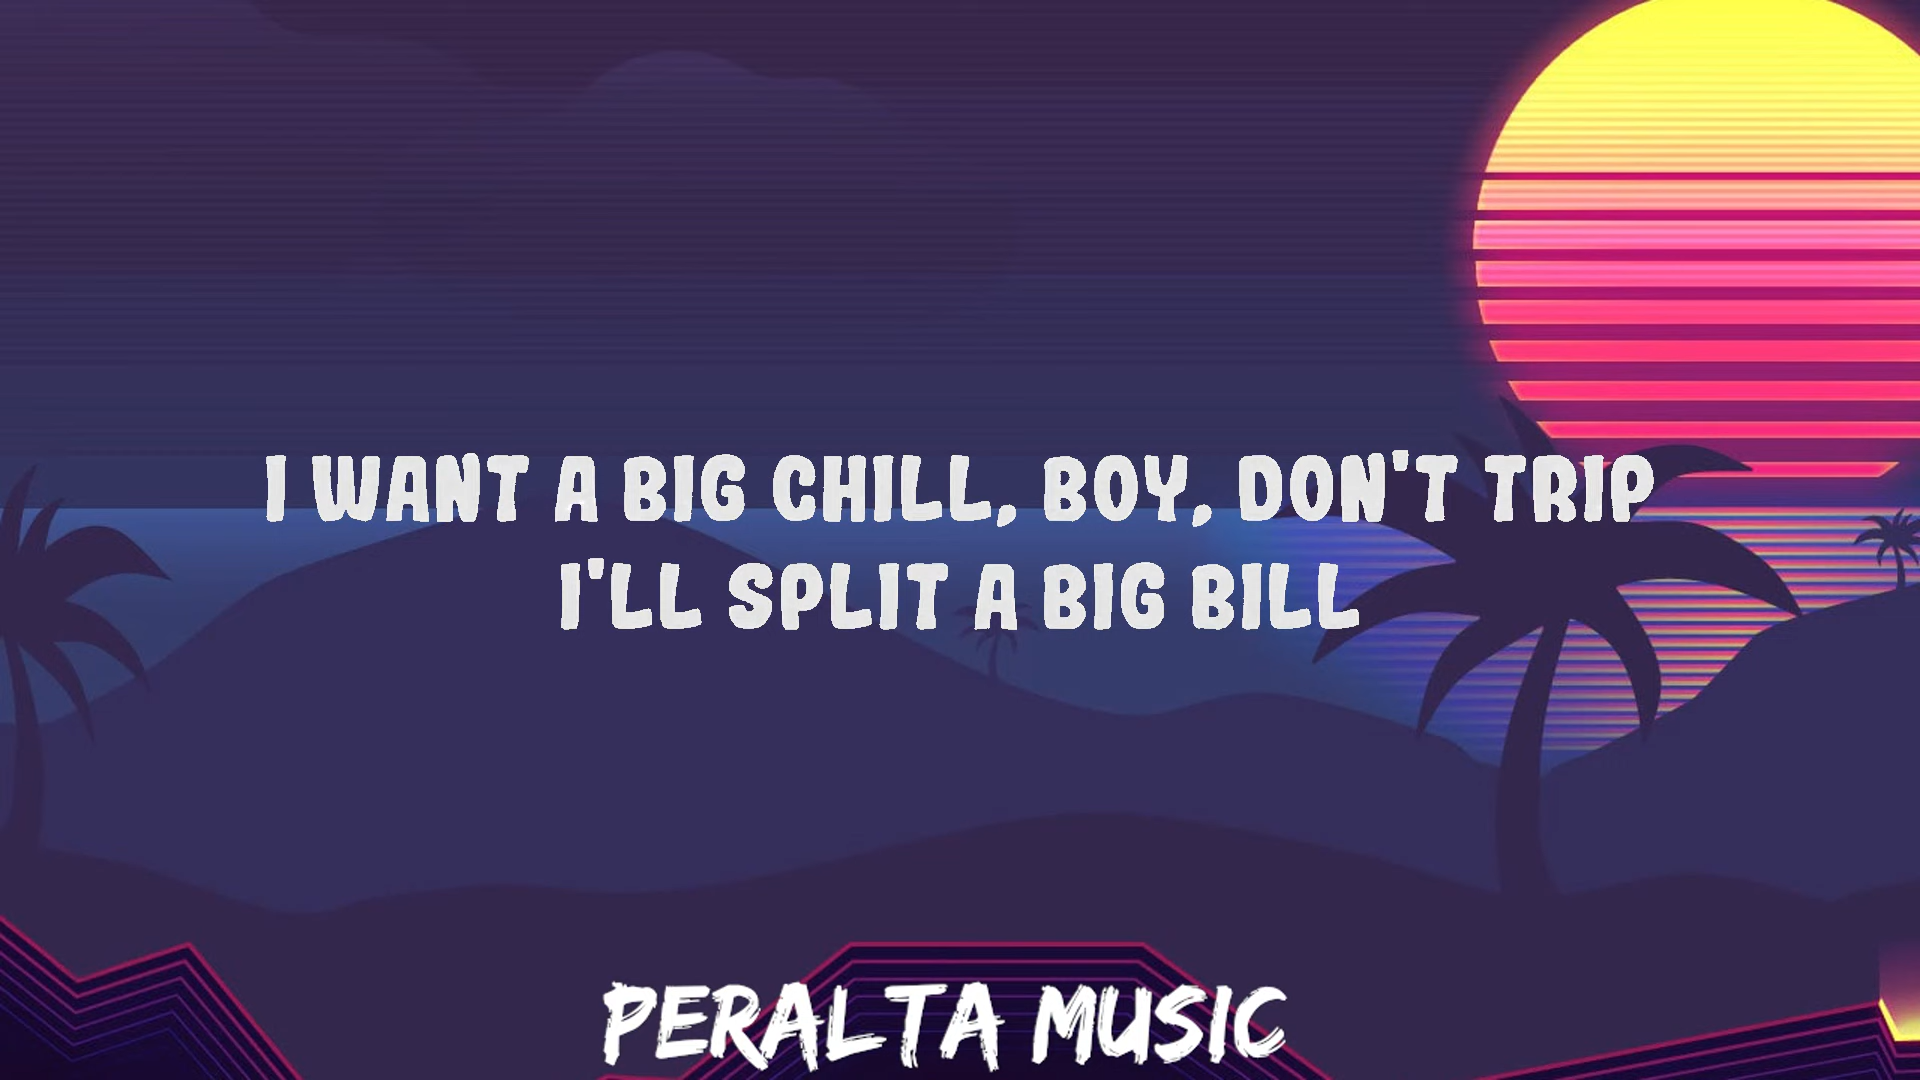 I WANT A BIG CHILL, BOY, DON'T TRIP
I'LL SPLIT A BIG BILL
PERALTA MUSIC